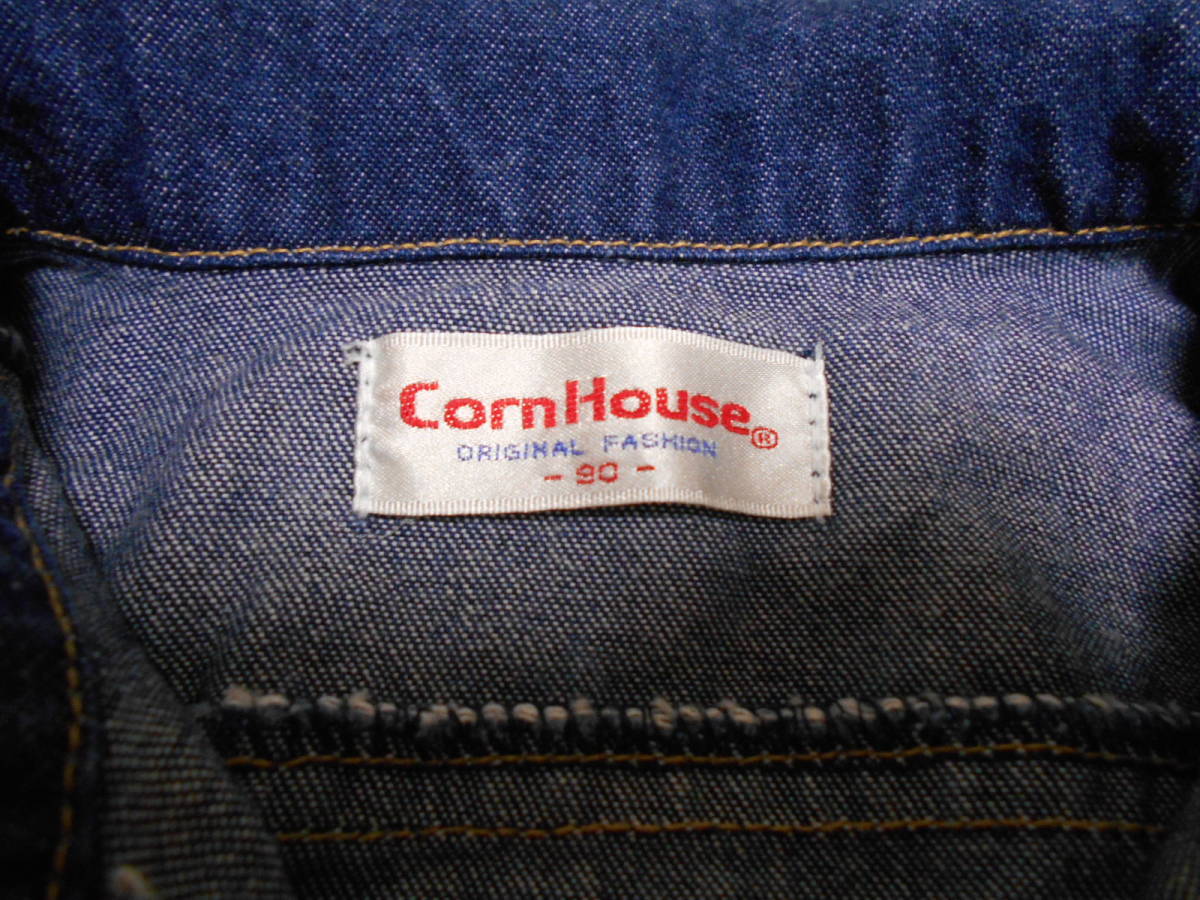 CornHouse®
ORIGINAL FASHION
- 90 -